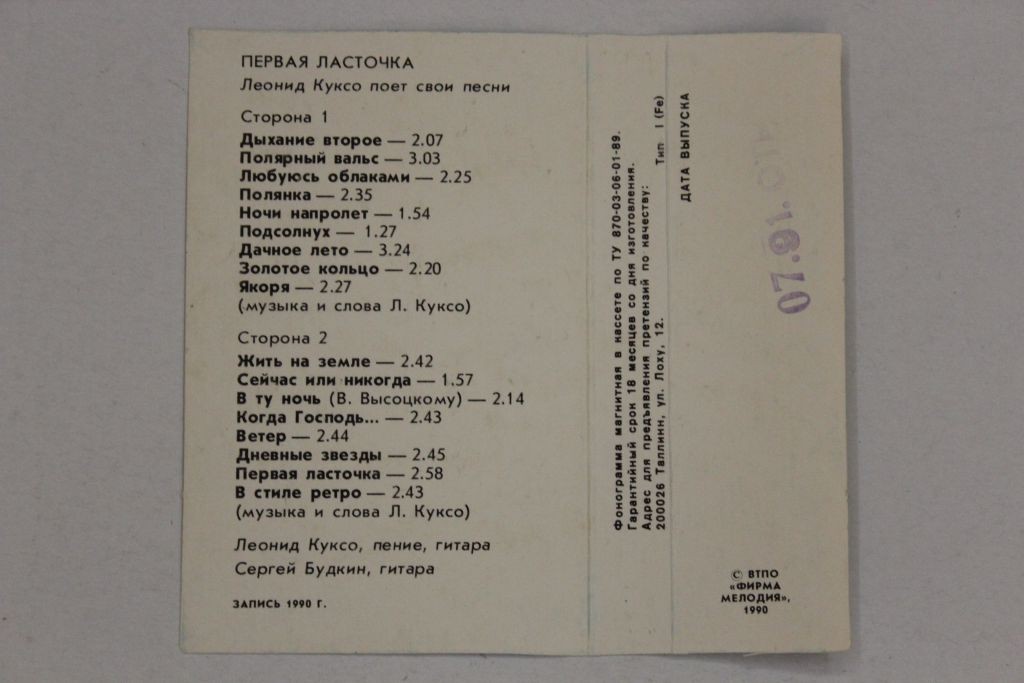 ПЕРВАЯ ЛАСТОЧКА
Леонид Куксо поет свои песни
Сторона 1
Дыхание второе — 2.07
Полярный вальс — 3.03
Любуюсь облаками — 2.25
Полянка — 2.35
Ночи напролет — 1.54
Подсолнух — 1.27
Дачное лето — 3.24
Золотое кольцо — 2.20
Якоря — 2.27
(музыка и слова Л. Куксо)
Сторона 2
Жить на земле — 2.42
Сейчас или никогда — 1.57
В ту ночь (В. Высоцкому) — 2.14
Когда Господь... — 2.43
Ветер — 2.44
Дневные звезды — 2.45
Первая ласточка — 2.58
В стиле ретро — 2.43
(музыка и слова Л. Куксо)
Леонид Куксо, пение, гитара
Сергей Будкин, гитара
ЗАПИСЬ 1990 Г.
Фонограмма магнитная в кассете по ТУ 870-03-06-01-89.
Гарантийный срок 18 месяцев со дня изготовления.
Адрес для предъявления претензий по качеству:
200026 Таллинн, ул. Лоху, 12. Тип I (Fe)
ДАТА ВЫПУСКА
07.91.
© ВТПО
«ФИРМА
МЕЛОДИЯ»,
1990